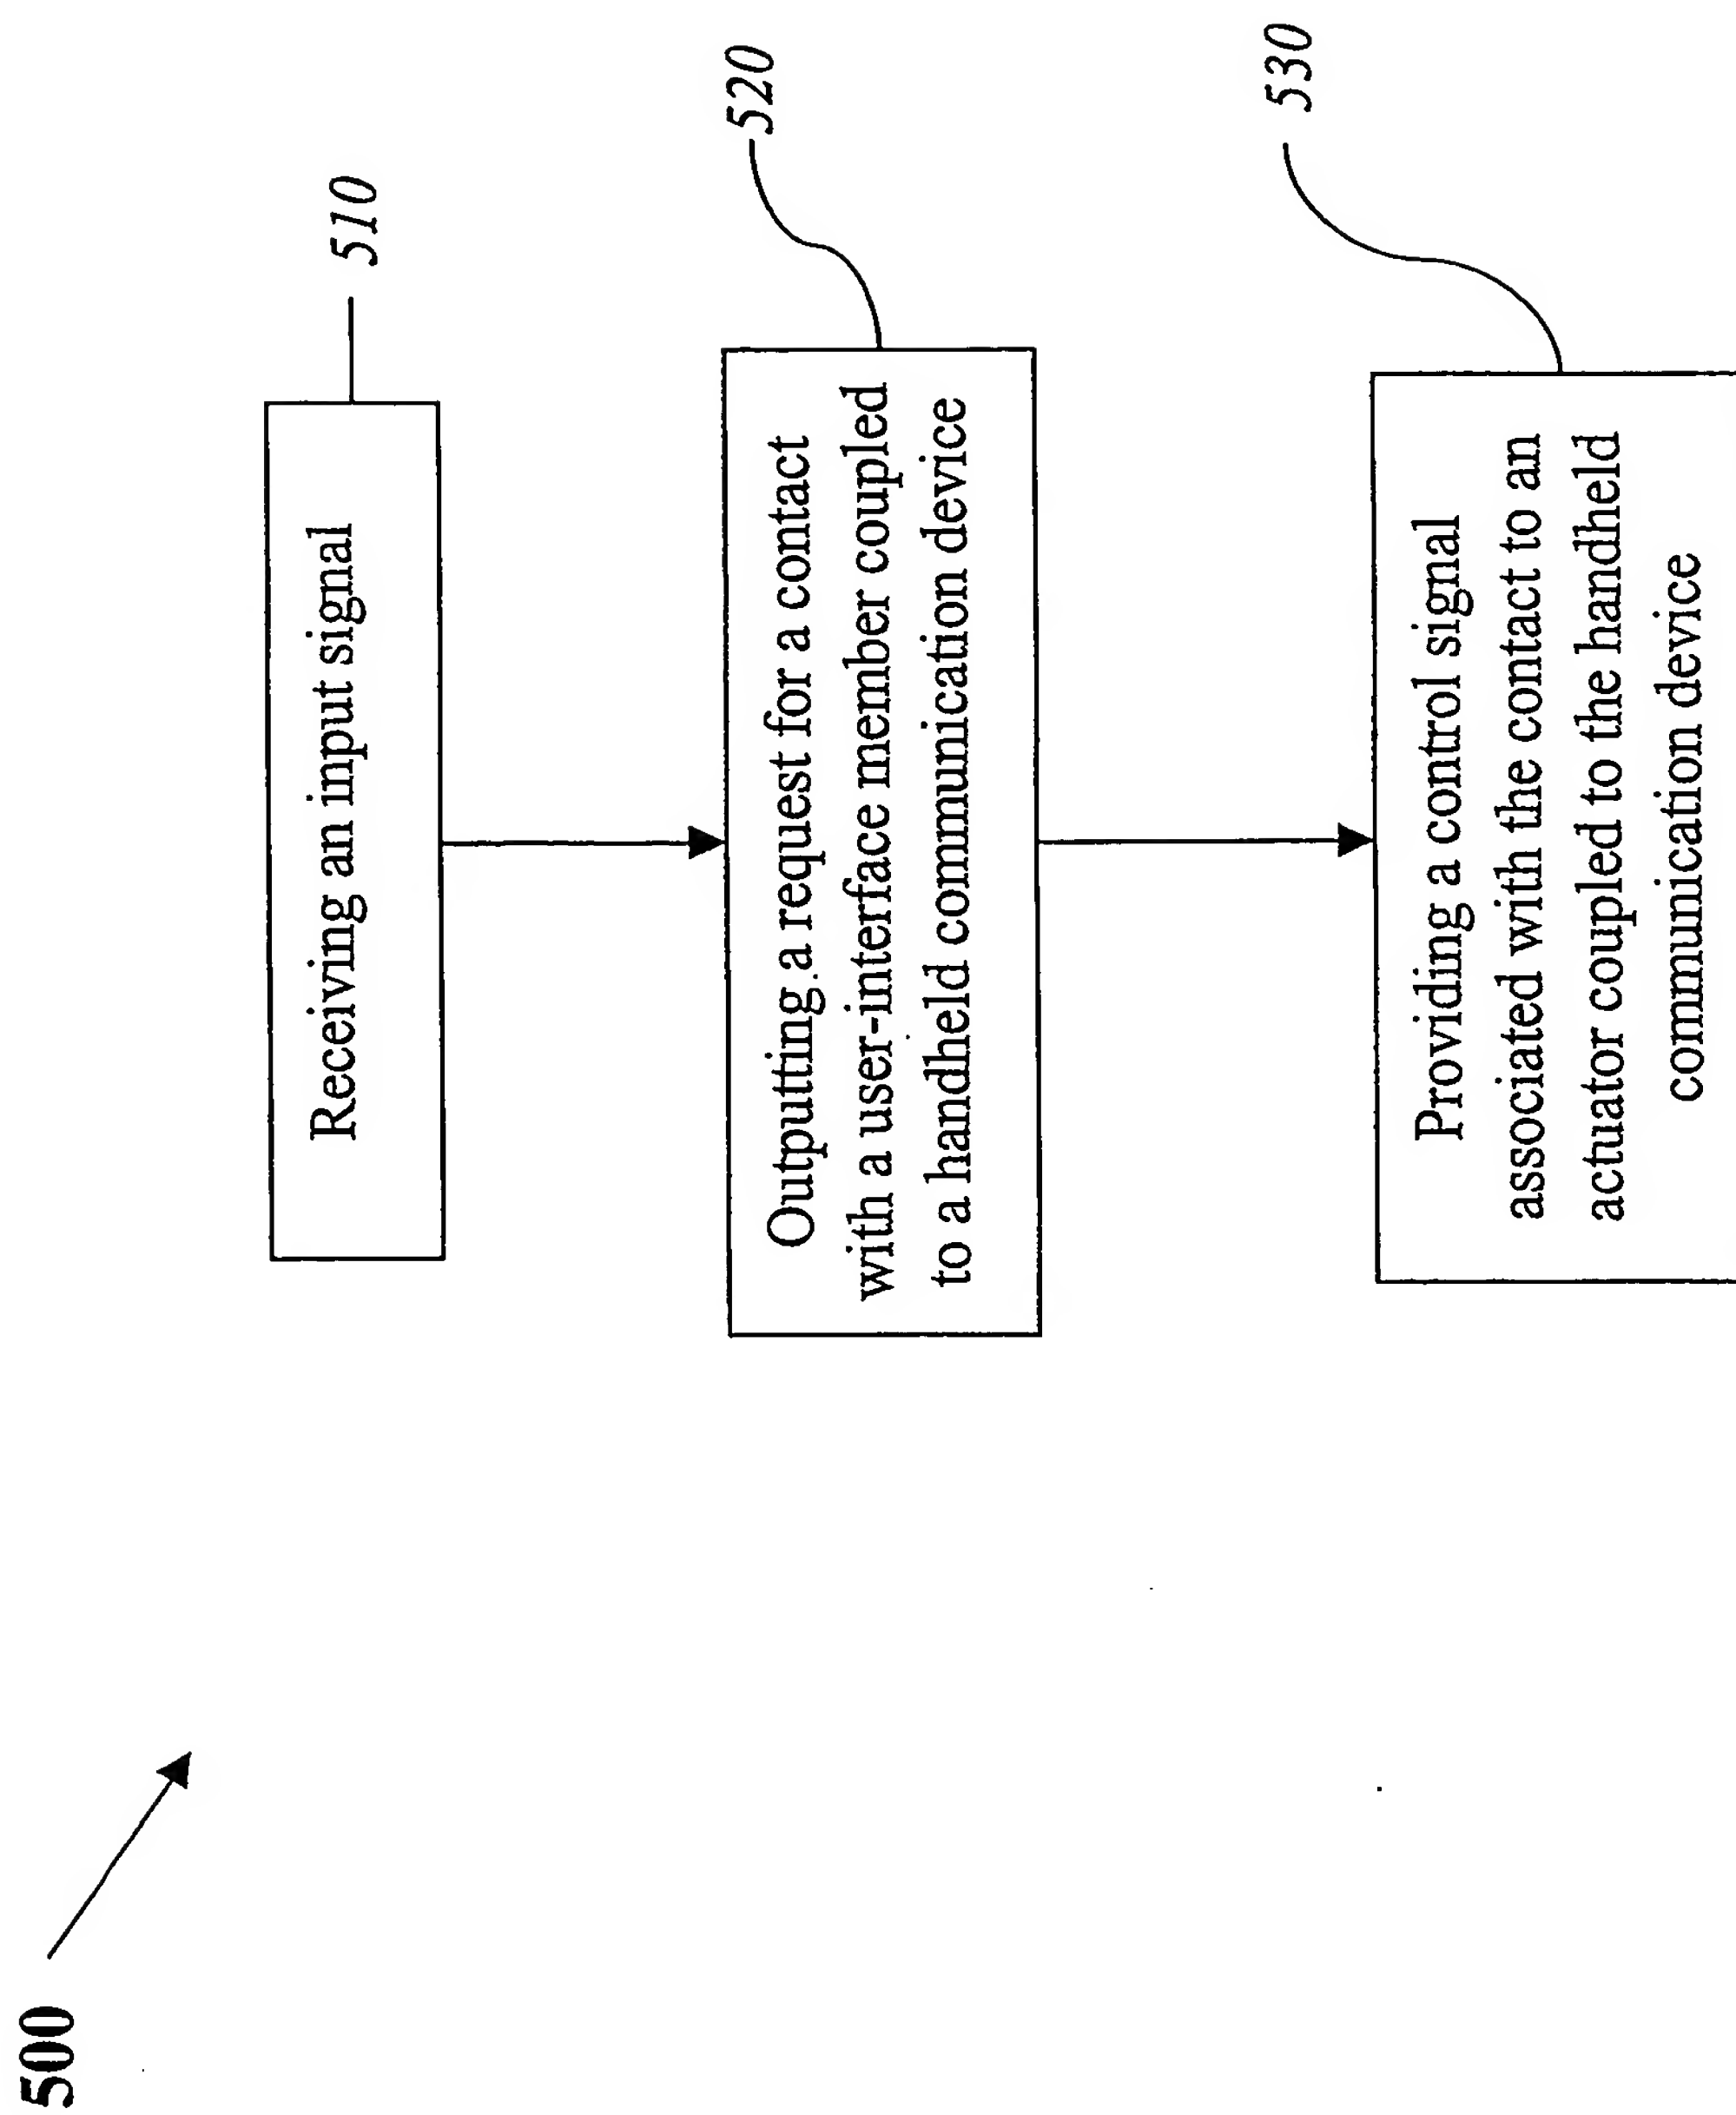 500
Receiving an input signal
510
Outputting a request for a contact
with a user-interface member coupled
to a handheld communication device
520
Providing a control signal
associated with the contact to an
actuator coupled to the handheld
communication device
530